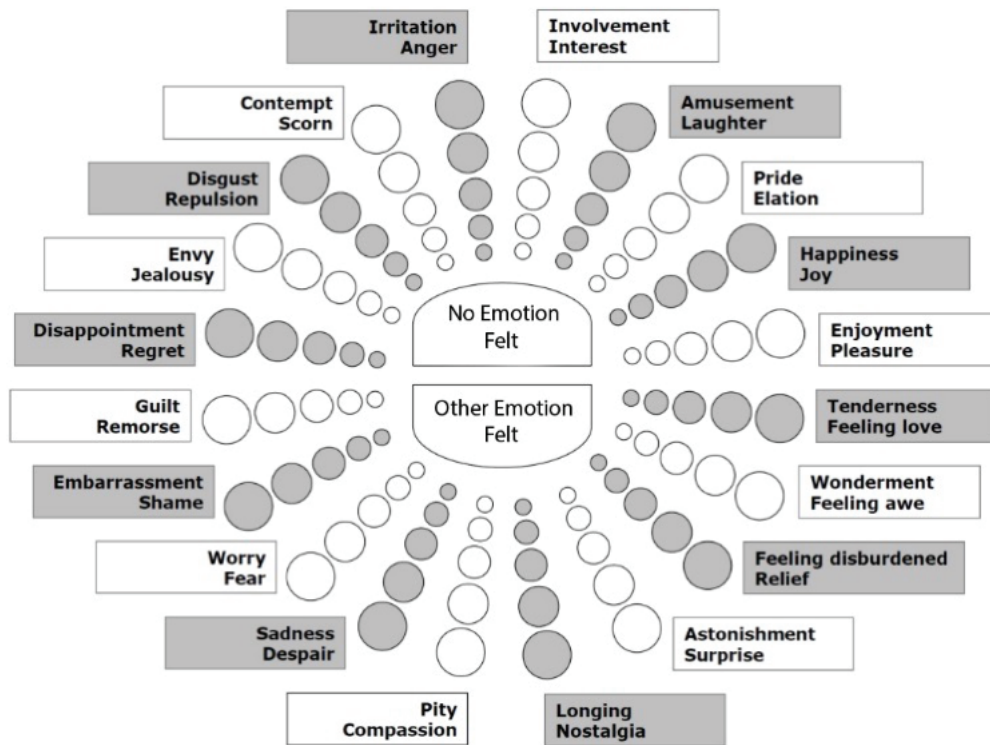 Irritation
Anger
Involvement
Interest
Contempt
Scorn
Amusement
Laughter
Disgust
Repulsion
Pride
Elation
Envy
Jealousy
Happiness
Joy
No Emotion
Felt
Disappointment
Regret
Enjoyment
Pleasure
Guilt
Remorse
Other Emotion
Felt
Tenderness
Feeling love
Embarrassment
Shame
Wonderment
Feeling awe
Worry
Fear
Feeling disburdened
Relief
Sadness
Despair
Astonishment
Surprise
Pity
Compassion
Longing
Nostalgia